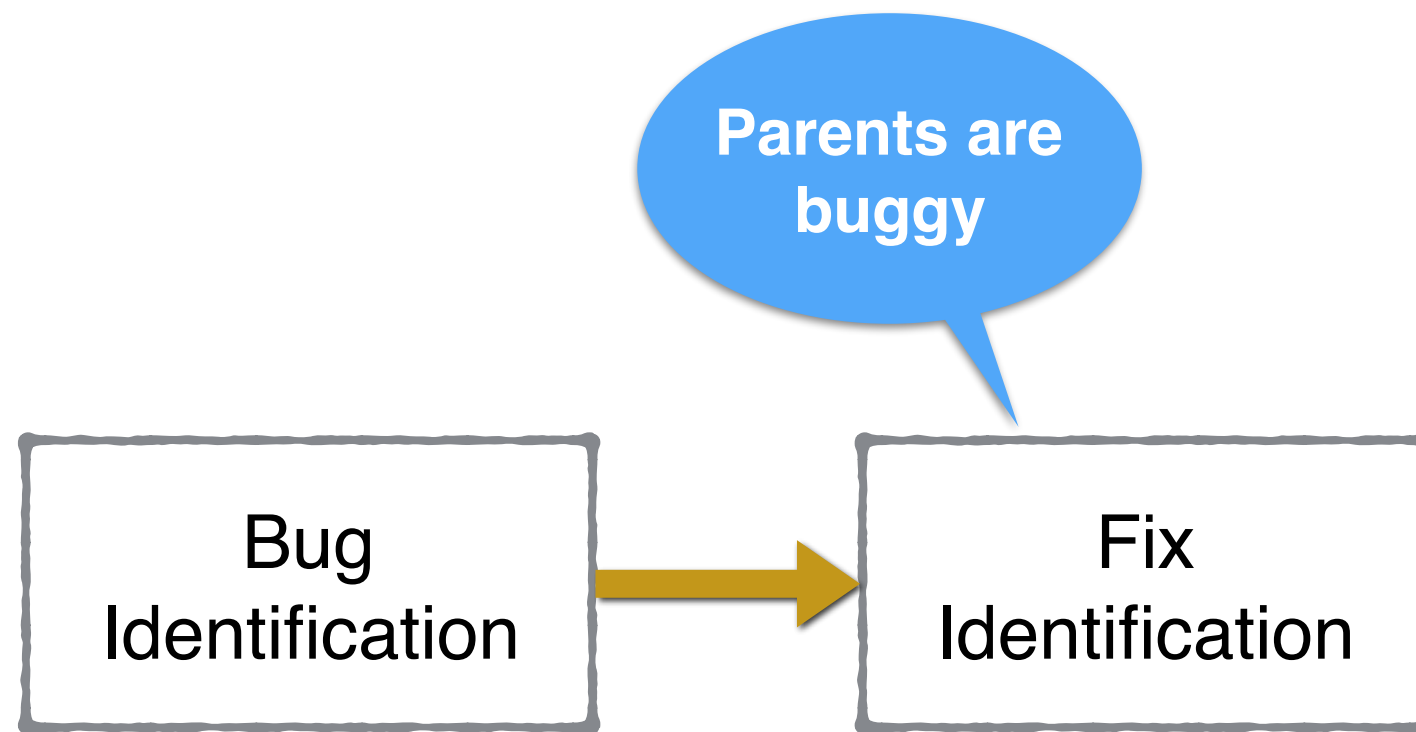 Parents are
buggy
Bug
Identification
Fix
Identification